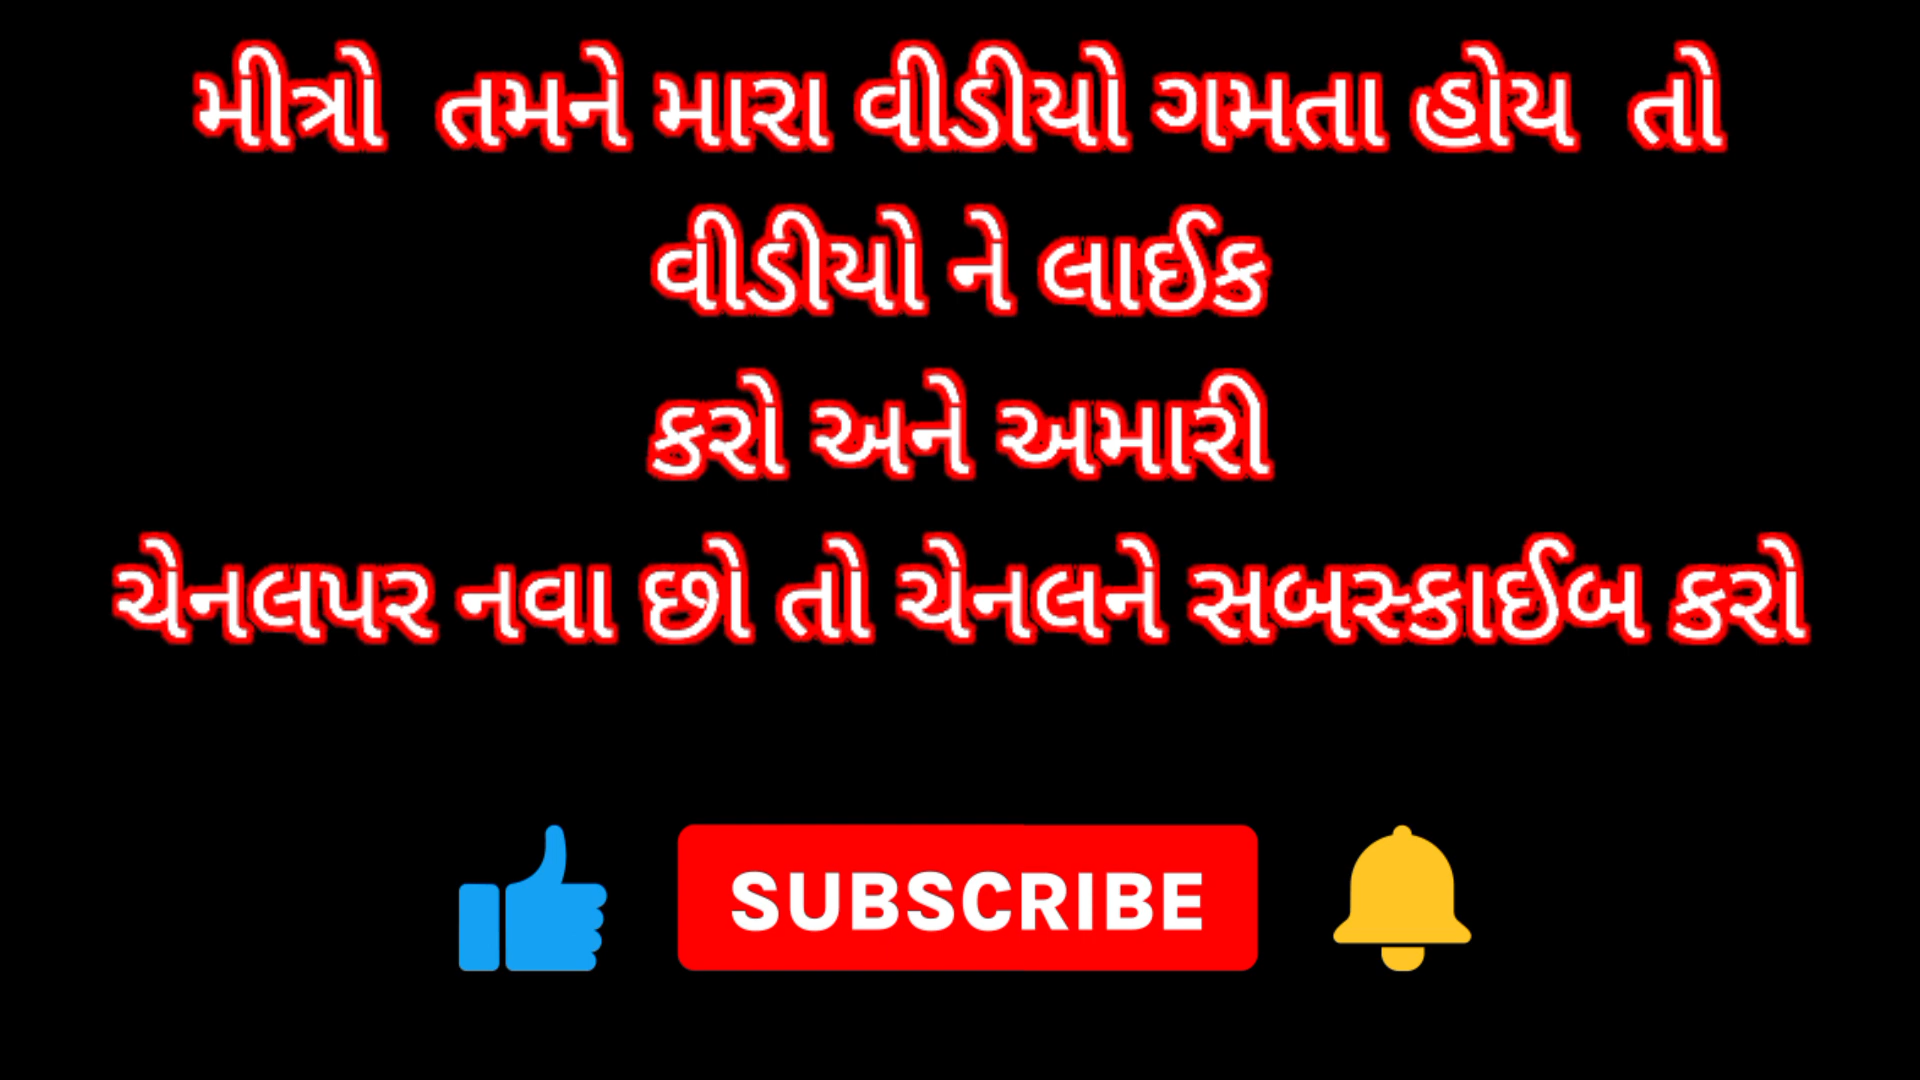 મીત્રો તમને મારા વીડીયો ગમતા હોય તો
વીડીયો ને લાઈક
કરો અને અમારી
ચેનલપર નવા છો તો ચેનલને સબસ્કાઈબ કરો
SUBSCRIBE